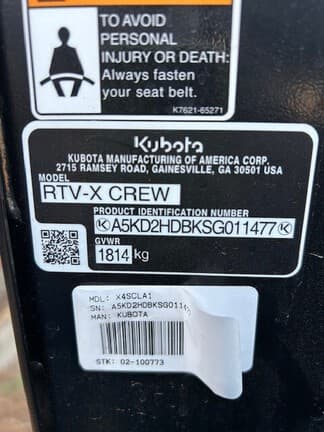 TO AVOID
PERSONAL
INJURY OR DEATH:
Always fasten
your seat belt.
K7621-65271
Kubota
KUBOTA MANUFACTURING OF AMERICA CORP.
2715 RAMSEY ROAD, GAINESVILLE, GA 30501 USA
MODEL
RTV-X CREW
PRODUCT IDENTIFICATION NUMBER
A5KD2HDBKSG011477
GVWR
1814 kg
MDL: X4SCLA1
SN: A5KD2HDBKSG0114
MAN: KUBOTA
STK: 02-100773